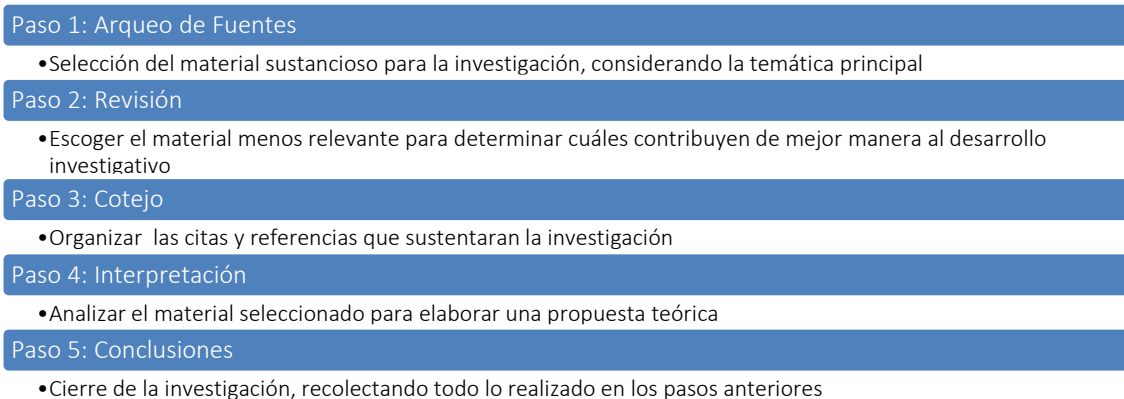 Paso 1: Arqueo de Fuentes
•Selección del material sustancioso para la investigación, considerando la temática principal
Paso 2: Revisión
•Escoger el material menos relevante para determinar cuáles contribuyen de mejor manera al desarrollo
investigativo
Paso 3: Cotejo
•Organizar las citas y referencias que sustentaran la investigación
Paso 4: Interpretación
•Analizar el material seleccionado para elaborar una propuesta teórica
Paso 5: Conclusiones
•Cierre de la investigación, recolectando todo lo realizado en los pasos anteriores